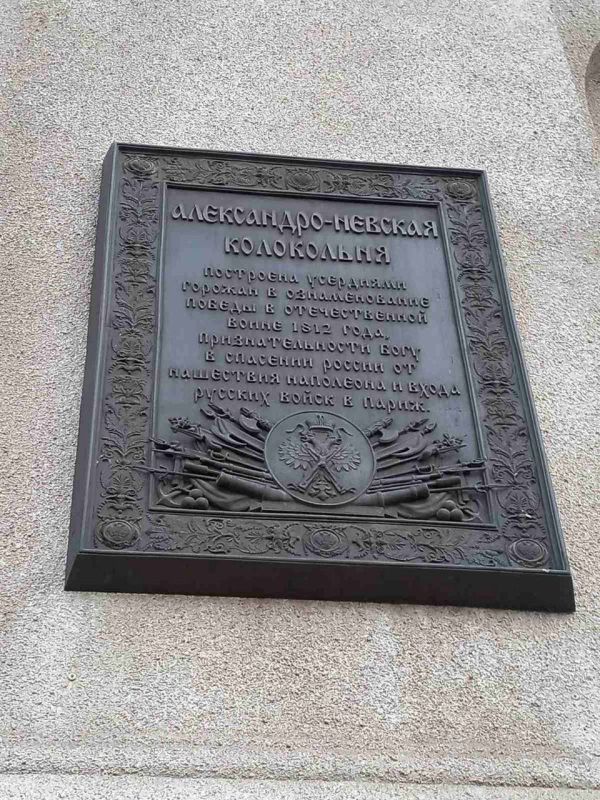 АЛЕКСАНДРО-НЕВСКАЯ
КОЛОКОЛЬНЯ
ПОСТРОЕНА УСЕРДИЯМИ
ГОРОЖАН В ОЗНАМЕНОВАНИЕ
ПОБЕДЫ В ОТЕЧЕСТВЕННОЙ
ВОЙНЕ 1812 ГОДА,
ПРИЗНАТЕЛЬНОСТИ БОГУ
В СПАСЕНИИ РОССИИ ОТ
НАШЕСТВИЯ НАПОЛЕОНА И ВХОДА
РУССКИХ ВОЙСК В ПАРИЖ.